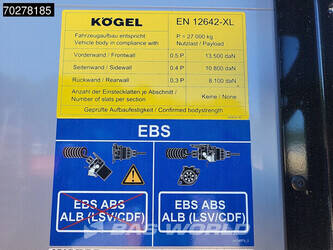 70278185
KÖGEL EN 12642-XL
Fahrzeugaufbau entspricht P = 27 000 kg
Vehicle body in compliance with Nutzlast / Payload
Vorderwand / Frontwall 0.5 P 13.500 daN
Seitenwand / Sidewall 0.4 P 10.800 daN
Rückwand / Rearwall 0.3 P 8.100 daN
Anzahl der Einstecklatten je Abschnitt / Keine / None
Number of slats per section
Geprüfte Aufbaufestigkeit / Confirmed bodystrength
EBS
EBS ABS EBS ABS
ALB (LSV/CDF) ALB (LSV/CDF)
BAS WORLD